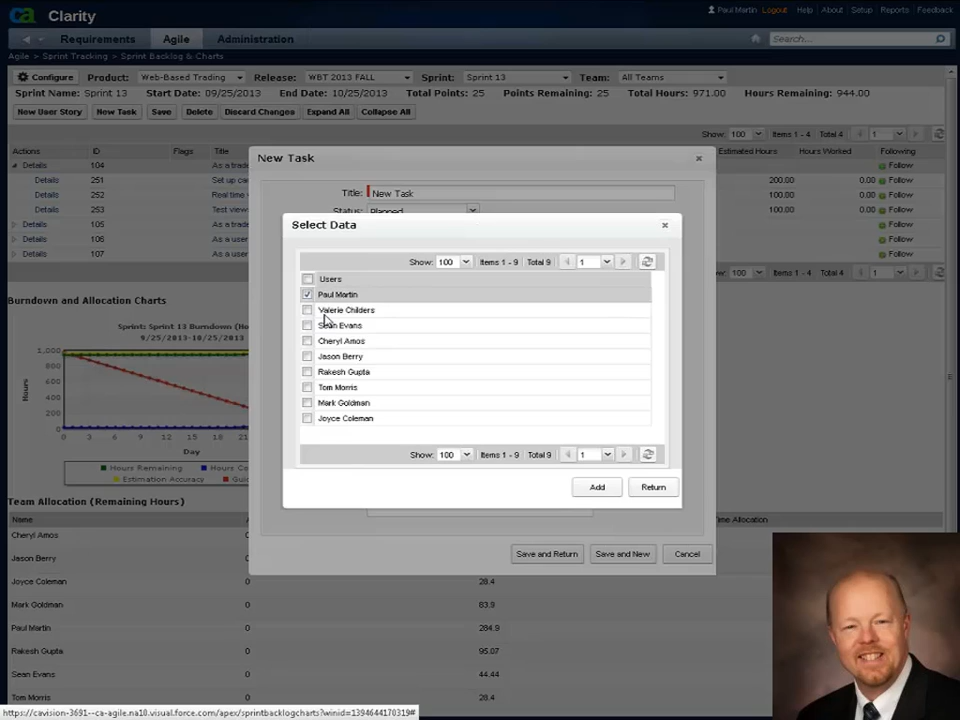 ca Clarity
Paul Martin Logout Help About Setup Reports Feedback
Requirements Agile Administration
Search...
Agile > Sprint Tracking > Sprint Backlog & Charts
Configure Product: Web-Based Trading Release: WBT 2013 FALL Sprint: Sprint 13 Team: All Teams
Sprint Name: Sprint 13 Start Date: 09/25/2013 End Date: 10/25/2013 Total Points: 25 Points Remaining: 25 Total Hours: 971.00 Hours Remaining: 944.00
New User Story New Task Save Delete Discard Changes Expand All Collapse All
Show: 100 Items 1 - 4 Total 4 1
Actions ID Flags Title Estimated Hours Hours Worked Following
Details 104 As a trade Follow
Details 251 Set up ca 200.00 0.00 Follow
Details 252 Real time 100.00 0.00 Follow
Details 253 Test view 100.00 0.00 Follow
Details 105 As a trade Follow
Details 106 As a user Follow
Details 107 As a user Follow
Show: 100 Items 1 - 4 Total 4 1
New Task
Title: New Task
Status: Planned
Select Data
Show: 100 Items 1 - 9 Total 9 1
Users
Paul Martin
Valerie Childers
Sean Evans
Cheryl Amos
Jason Berry
Rakesh Gupta
Tom Morris
Mark Goldman
Joyce Coleman
Show: 100 Items 1 - 9 Total 9 1
Add Return
Save and Return Save and New Cancel
Burndown and Allocation Charts
Sprint: Sprint 13 Burndown (Ho
9/25/2013-10/25/2013
1,000
800
600
400
200
0
Hours
0 3 6 9 12 15 18 21
Day
Hours Remaining Hours Co
Estimation Accuracy Guid
Team Allocation (Remaining Hours)
Name Time Allocation
Cheryl Amos 0
Jason Berry 0
Joyce Coleman 0 28.4
Mark Goldman 0 83.9
Paul Martin 0 284.9
Rakesh Gupta 0 95.07
Sean Evans 0 44.44
Tom Morris 0 28.4
https://cavision-3691--ca-agile.na10.visual.force.com/apex/sprintbacklogcharts?winid=1394644170319#